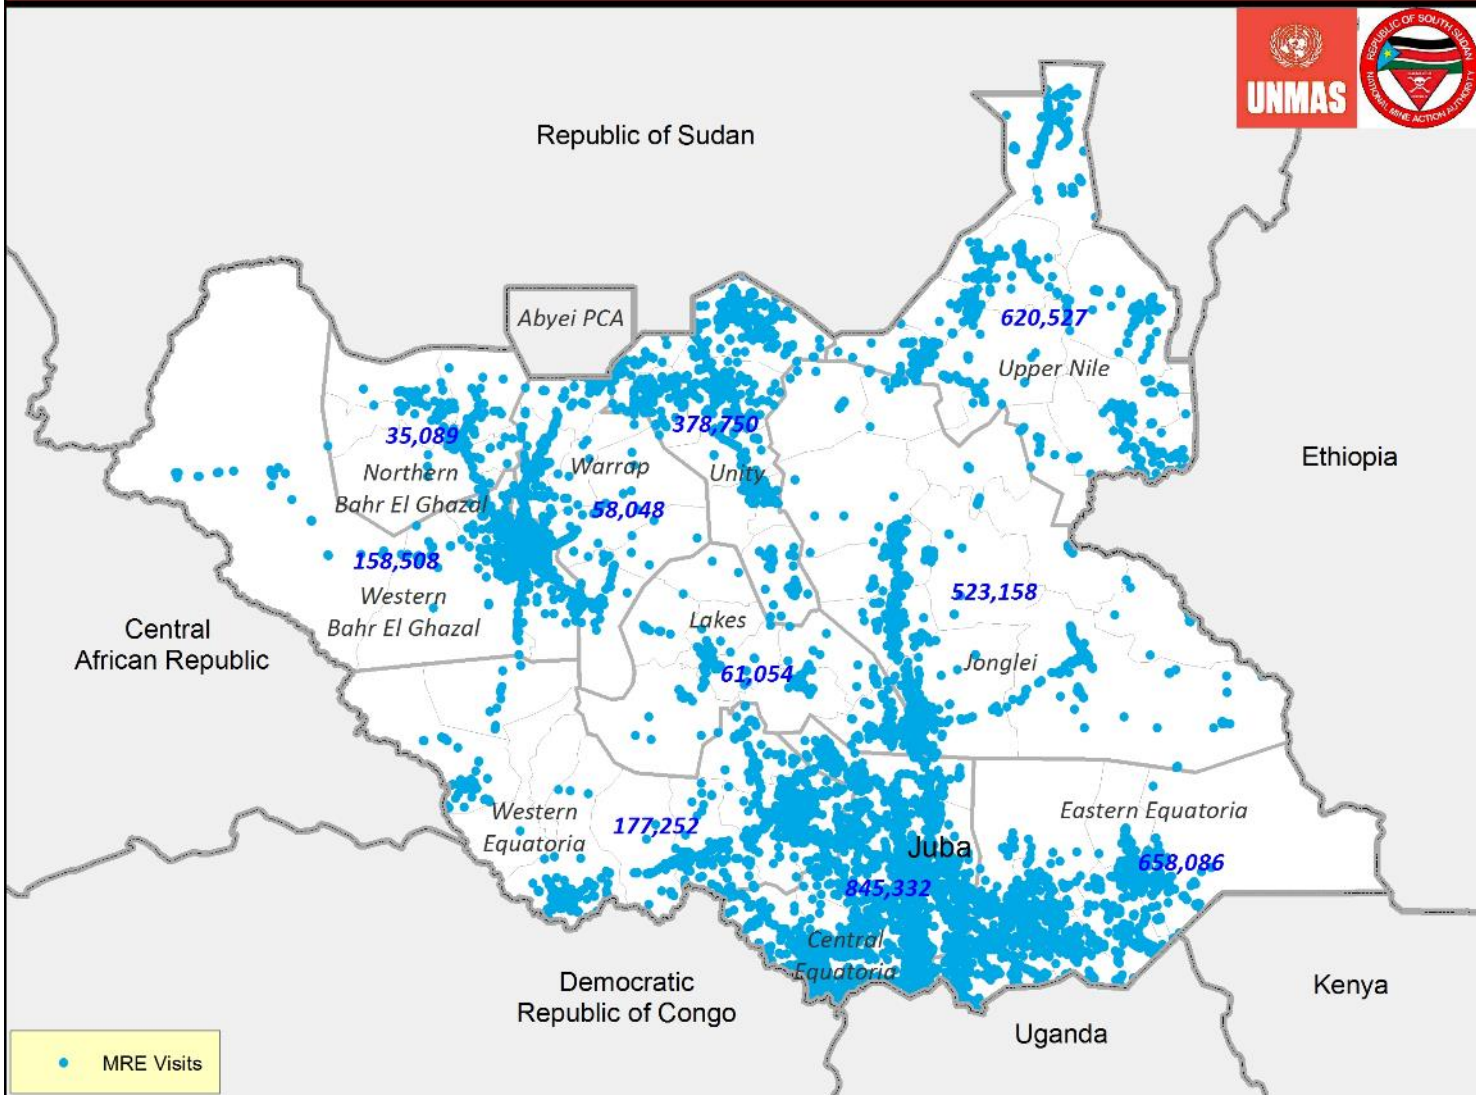 UNMAS
REPUBLIC OF SOUTH SUDAN
NATIONAL MINE ACTION AUTHORITY
Republic of Sudan
Abyei PCA
620,527
Upper Nile
378,750
Unity
35,089
Northern
Bahr El Ghazal
Warrap
58,048
Ethiopia
158,508
Western
Bahr El Ghazal
523,158
Jonglei
Lakes
61,054
Central
African Republic
Western
Equatoria
177,252
Juba
845,332
Central
Equatoria
Eastern Equatoria
658,086
Democratic
Republic of Congo
Uganda
Kenya
MRE Visits